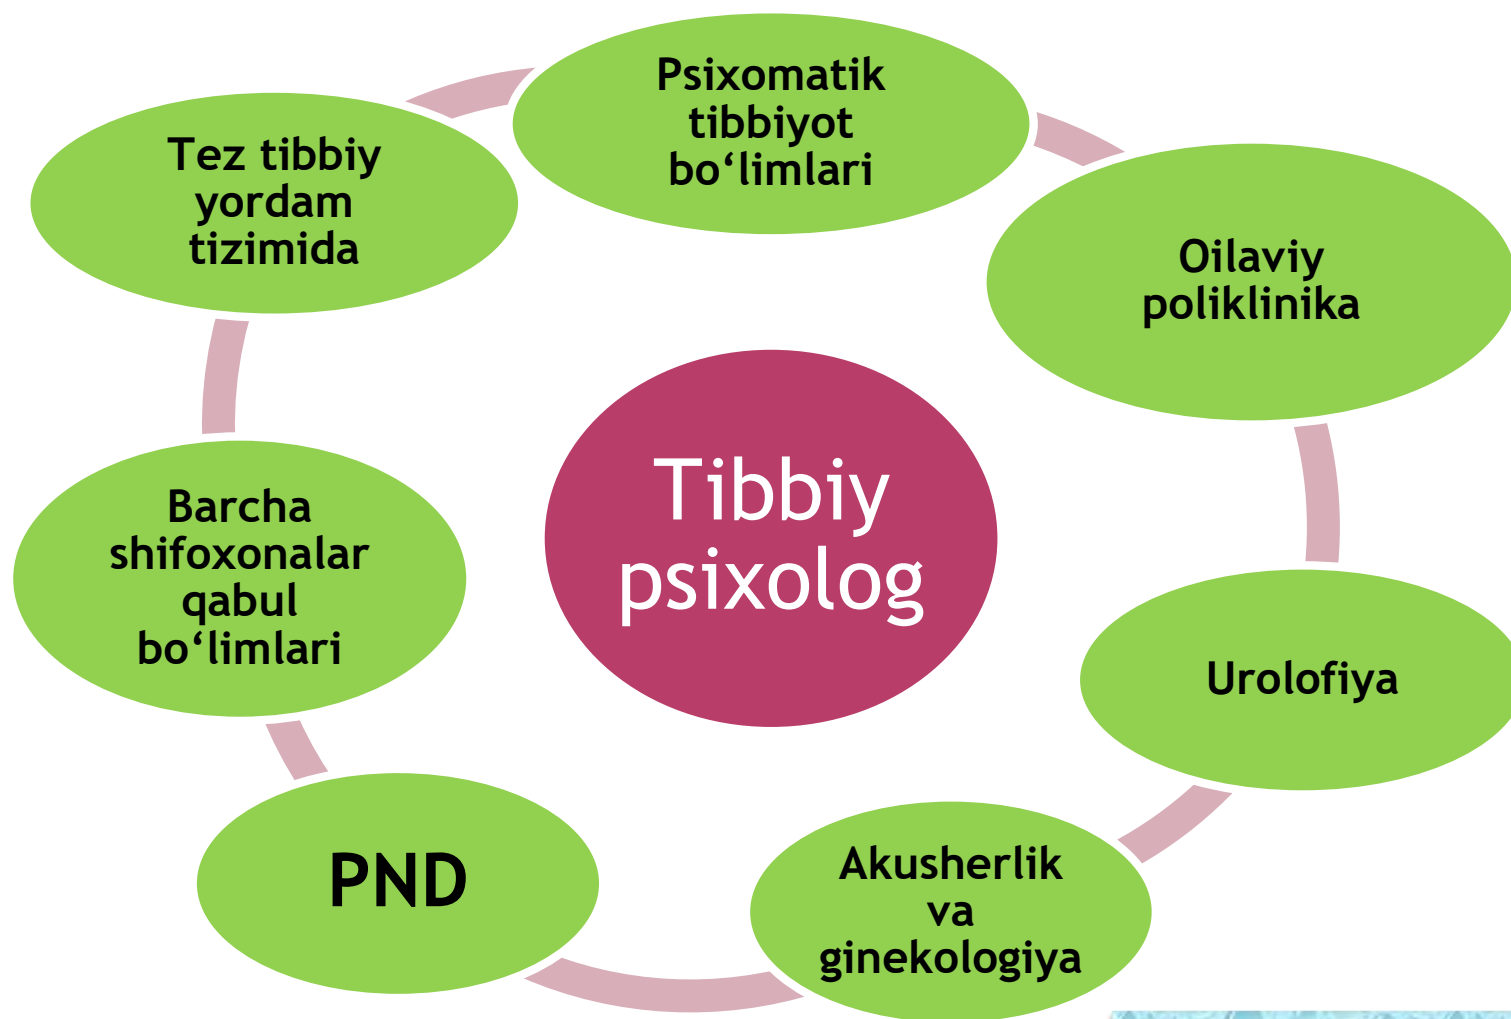 Psixomatik
tibbiyot
bo‘limlari
Tez tibbiy
yordam
tizimida
Oilaviy
poliklinika
Tibbiy
psixolog
Barcha
shifoxonalar
qabul
bo‘limlari
Urolofiya
PND
Akusherlik
va
ginekologiya